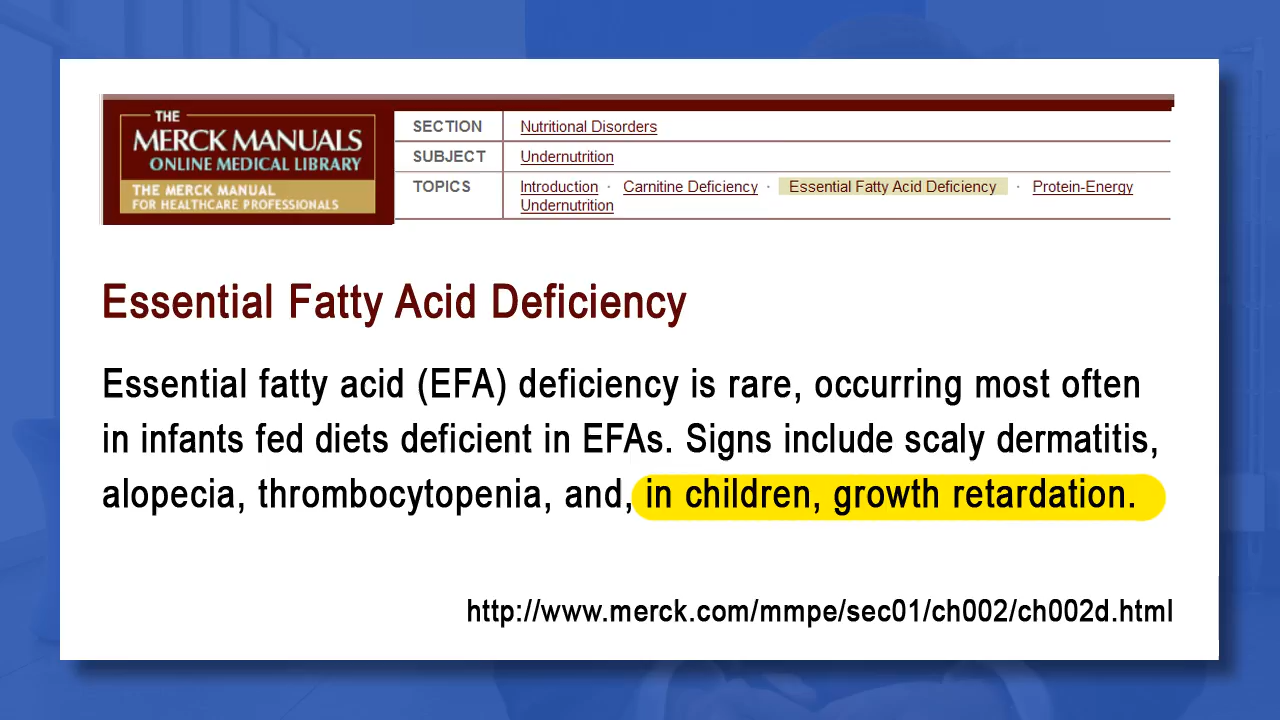 THE
MERCK MANUALS
ONLINE MEDICAL LIBRARY
THE MERCK MANUAL
FOR HEALTHCARE PROFESSIONALS
SECTION Nutritional Disorders
SUBJECT Undernutrition
TOPICS Introduction · Carnitine Deficiency · Essential Fatty Acid Deficiency · Protein-Energy
Undernutrition
Essential Fatty Acid Deficiency
Essential fatty acid (EFA) deficiency is rare, occurring most often
in infants fed diets deficient in EFAs. Signs include scaly dermatitis,
alopecia, thrombocytopenia, and, in children, growth retardation.
http://www.merck.com/mmpe/sec01/ch002/ch002d.html